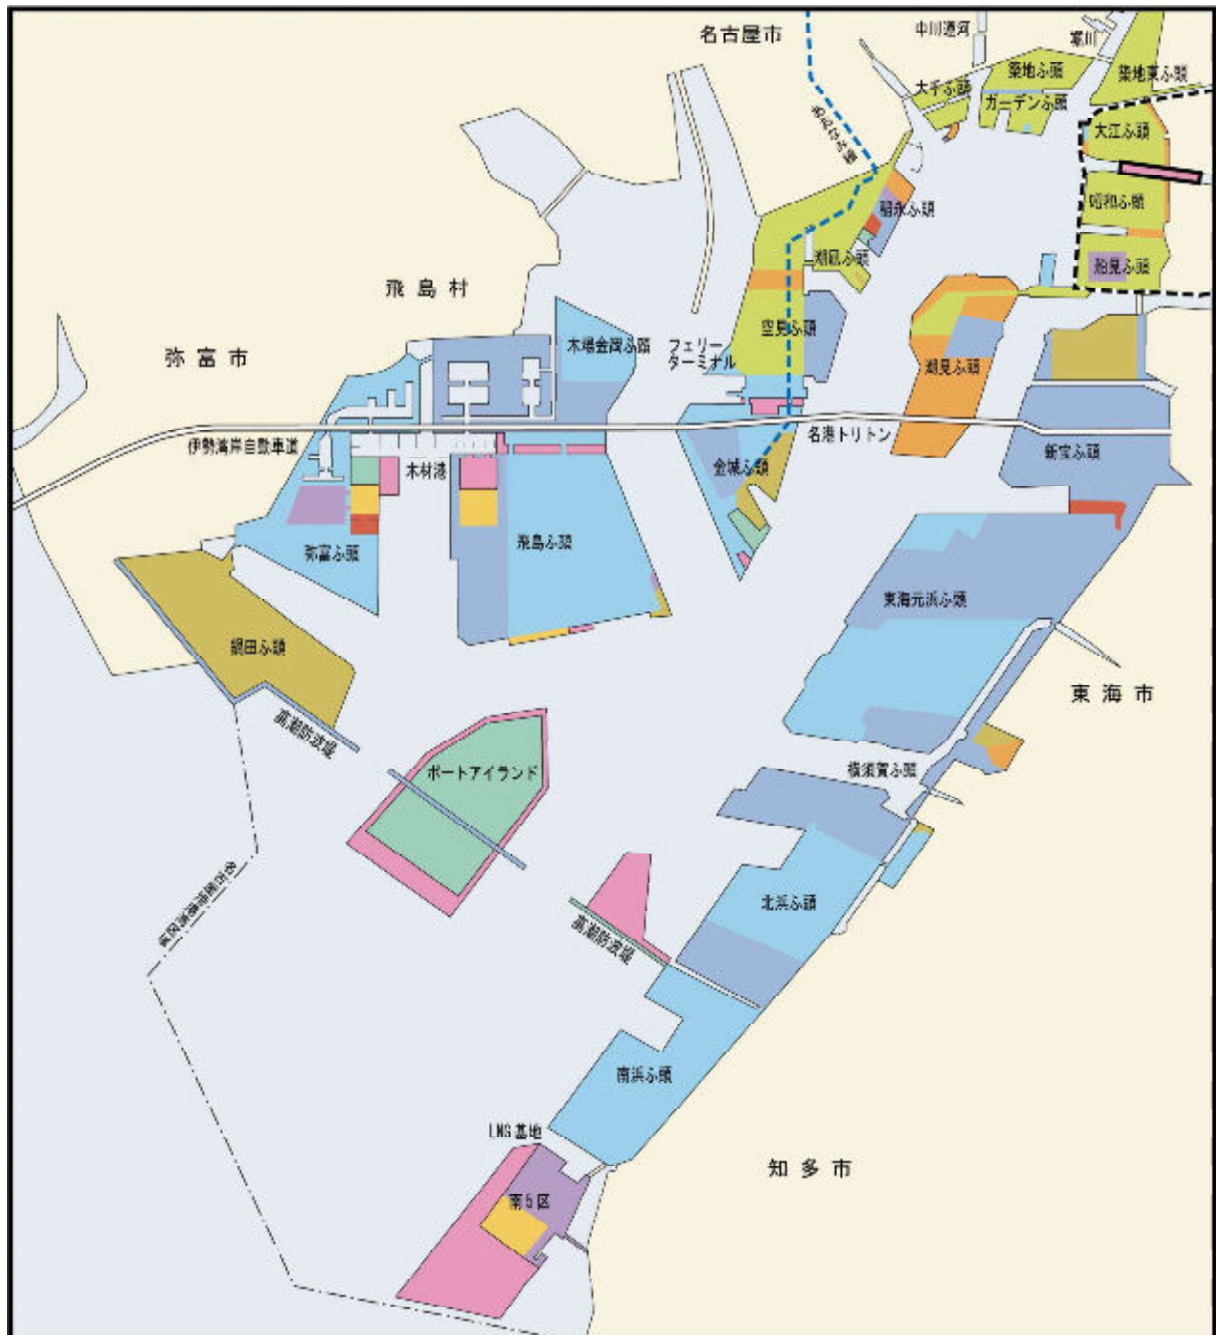 名古屋市
中川運河
堀川
築地ふ頭
築地東ふ頭
大手ふ頭
ガーデンふ頭
大江ふ頭
あおなみ線
昭和ふ頭
稲永ふ頭
潮凪ふ頭
船見ふ頭
飛島村
木場金岡ふ頭
フェリー
ターミナル
空見ふ頭
弥富市
潮見ふ頭
伊勢湾岸自動車道
名港トリトン
木材港
金城ふ頭
新宝ふ頭
弥富ふ頭
飛島ふ頭
東海元浜ふ頭
鍋田ふ頭
東海市
高潮防波堤
ポートアイランド
横須賀ふ頭
北浜ふ頭
高潮防波堤
南浜ふ頭
LNG基地
知多市
南5区